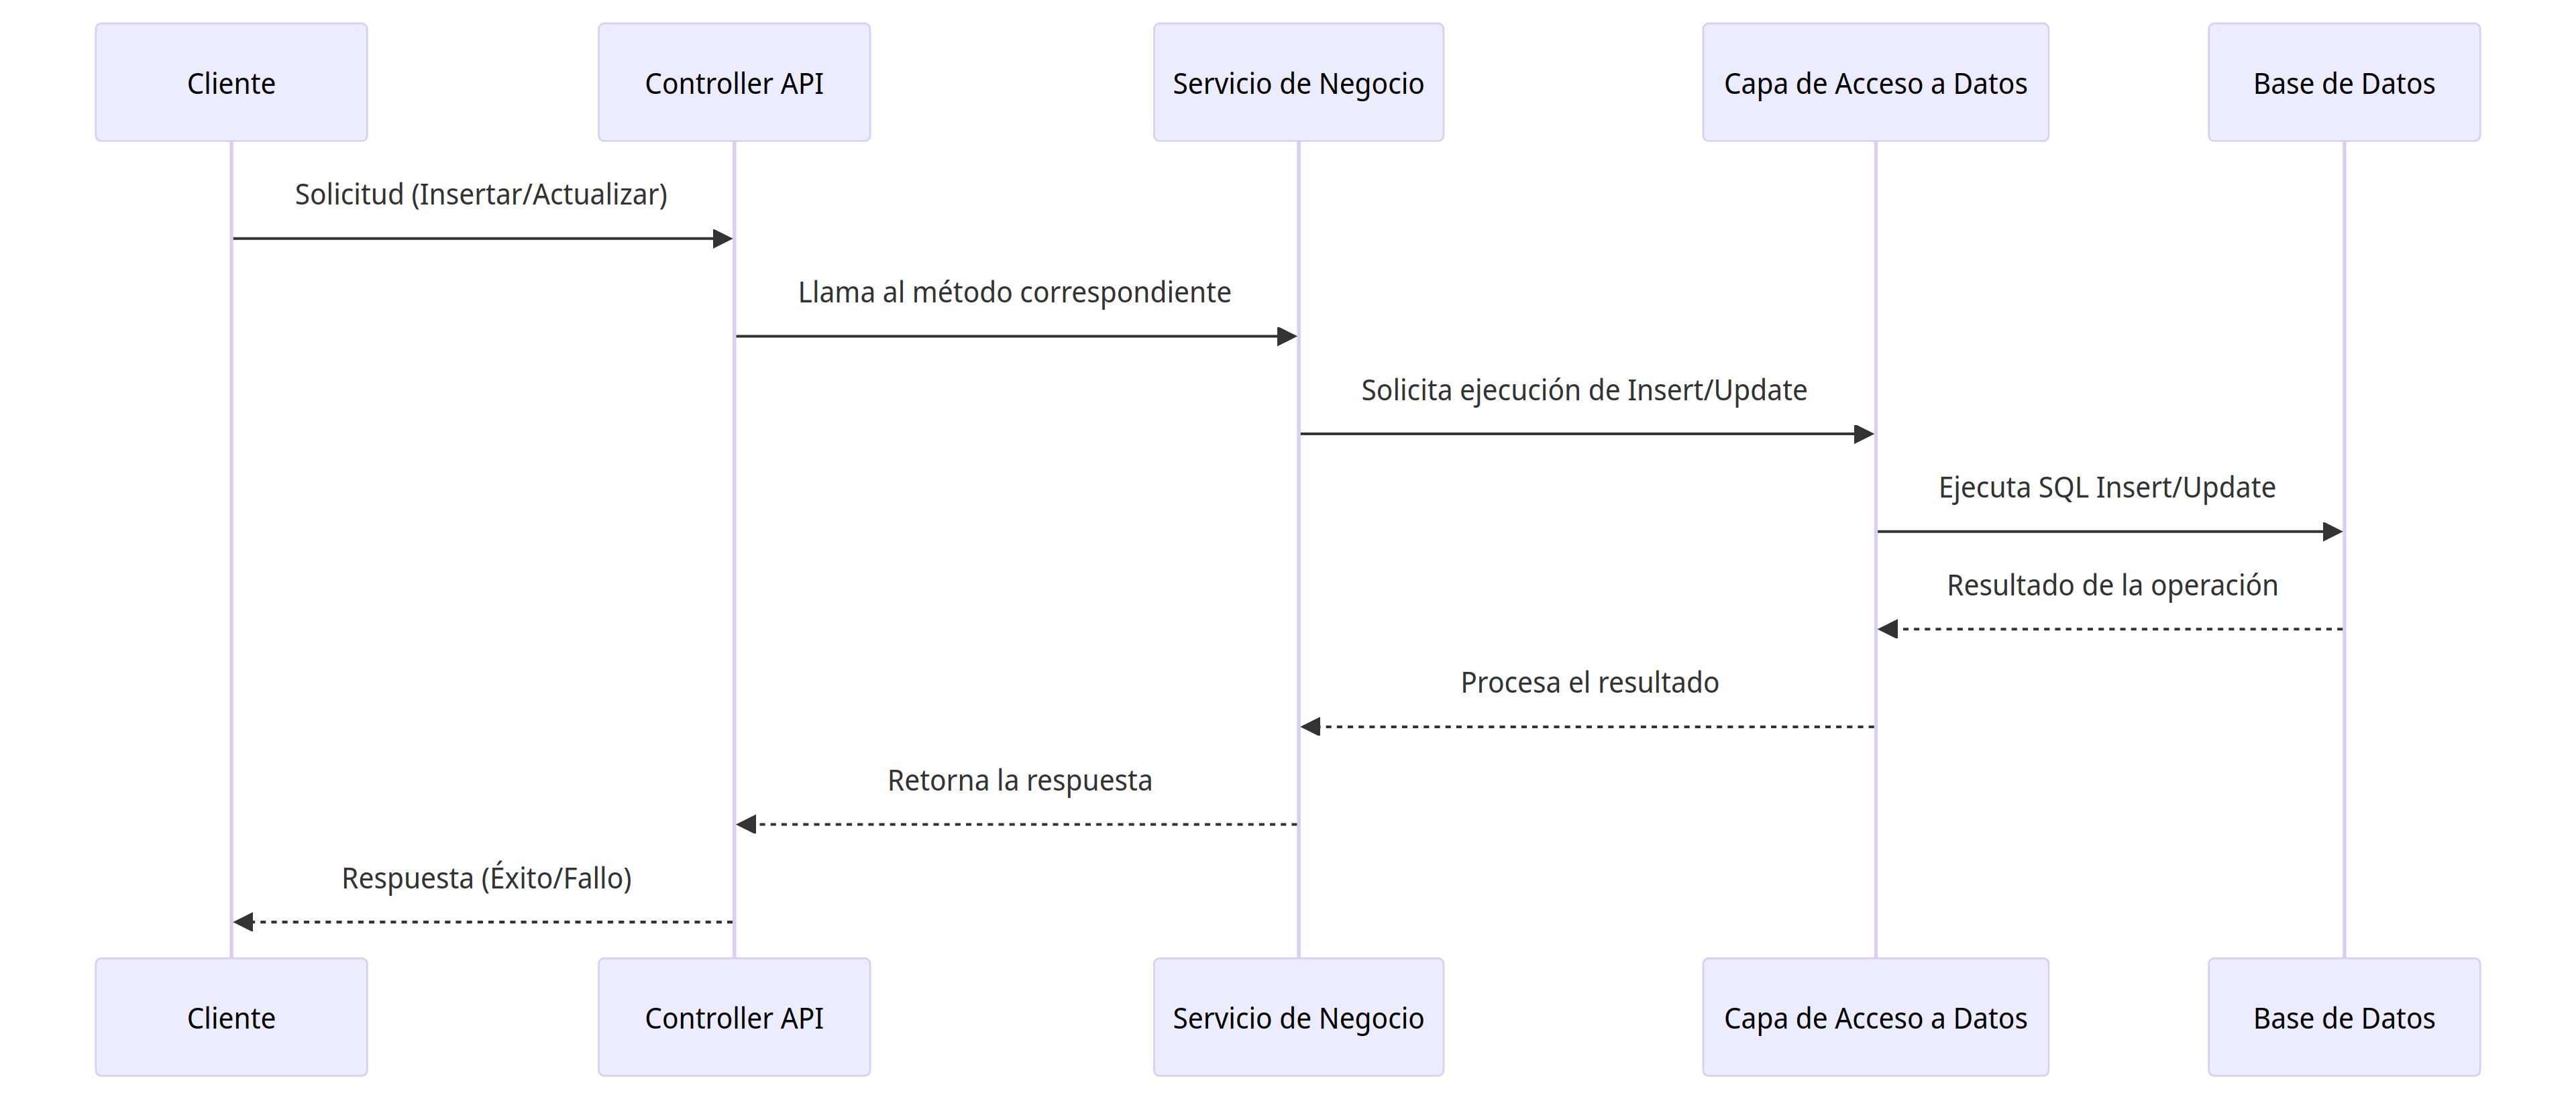 Cliente
Controller API
Servicio de Negocio
Capa de Acceso a Datos
Base de Datos
Solicitud (Insertar/Actualizar)
Llama al método correspondiente
Solicita ejecución de Insert/Update
Ejecuta SQL Insert/Update
Resultado de la operación
Procesa el resultado
Retorna la respuesta
Respuesta (Éxito/Fallo)
Cliente
Controller API
Servicio de Negocio
Capa de Acceso a Datos
Base de Datos